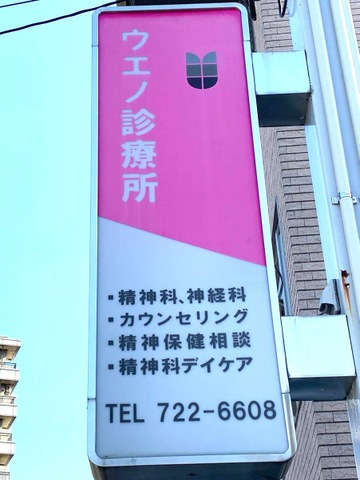 ウエノ診療所
・精神科、神経科
・カウンセリング
・精神保健相談
・精神科デイケア
TEL 722-6608